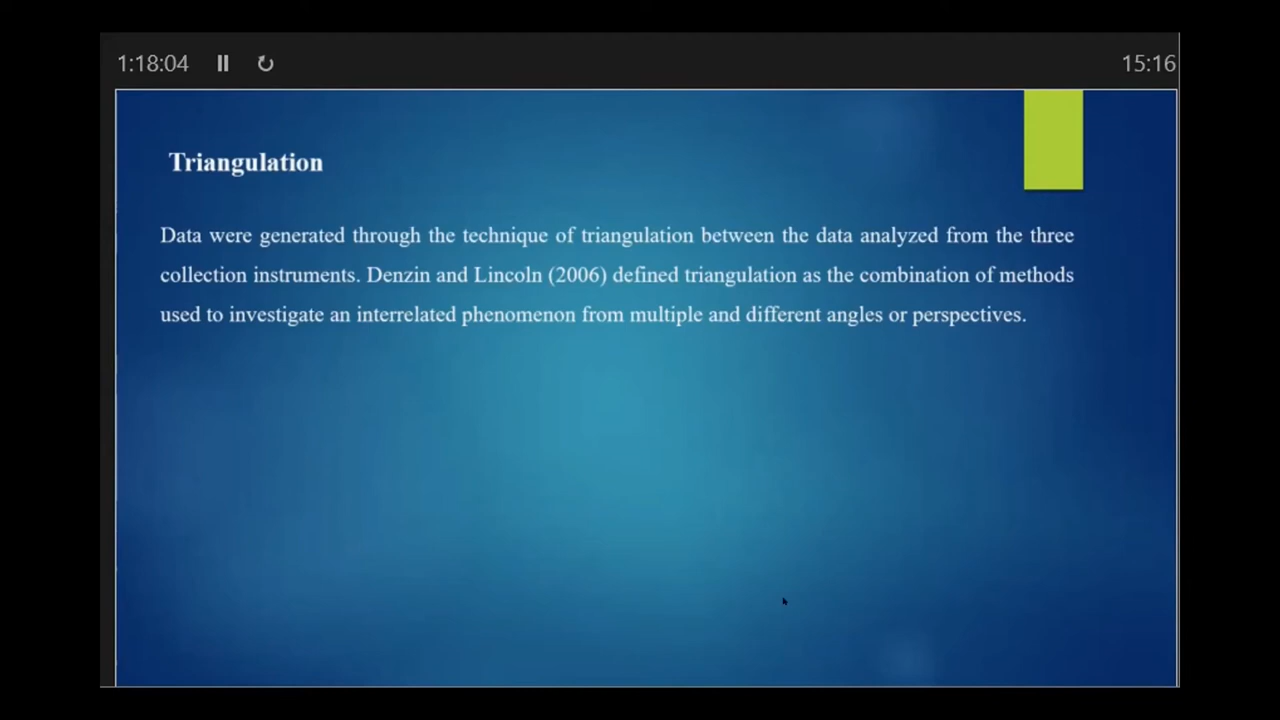 1:18:04
15:16
Triangulation
Data were generated through the technique of triangulation between the data analyzed from the three
collection instruments. Denzin and Lincoln (2006) defined triangulation as the combination of methods
used to investigate an interrelated phenomenon from multiple and different angles or perspectives.